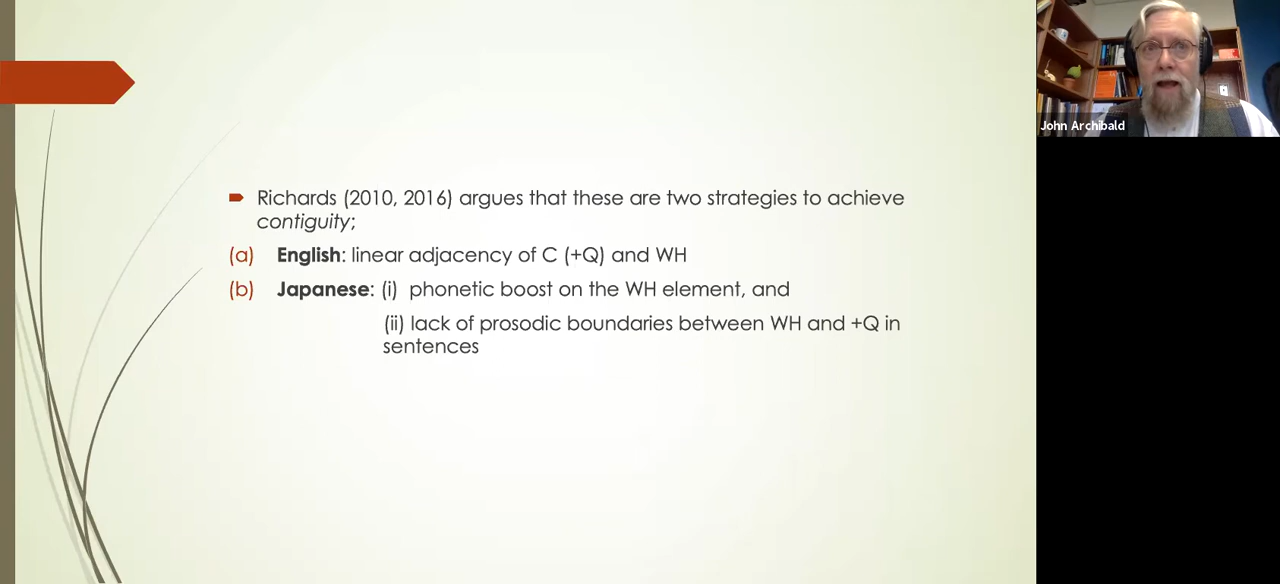 Richards (2010, 2016) argues that these are two strategies to achieve
contiguity;
(a) English: linear adjacency of C (+Q) and WH
(b) Japanese: (i) phonetic boost on the WH element, and
(ii) lack of prosodic boundaries between WH and +Q in
sentences
John Archibald